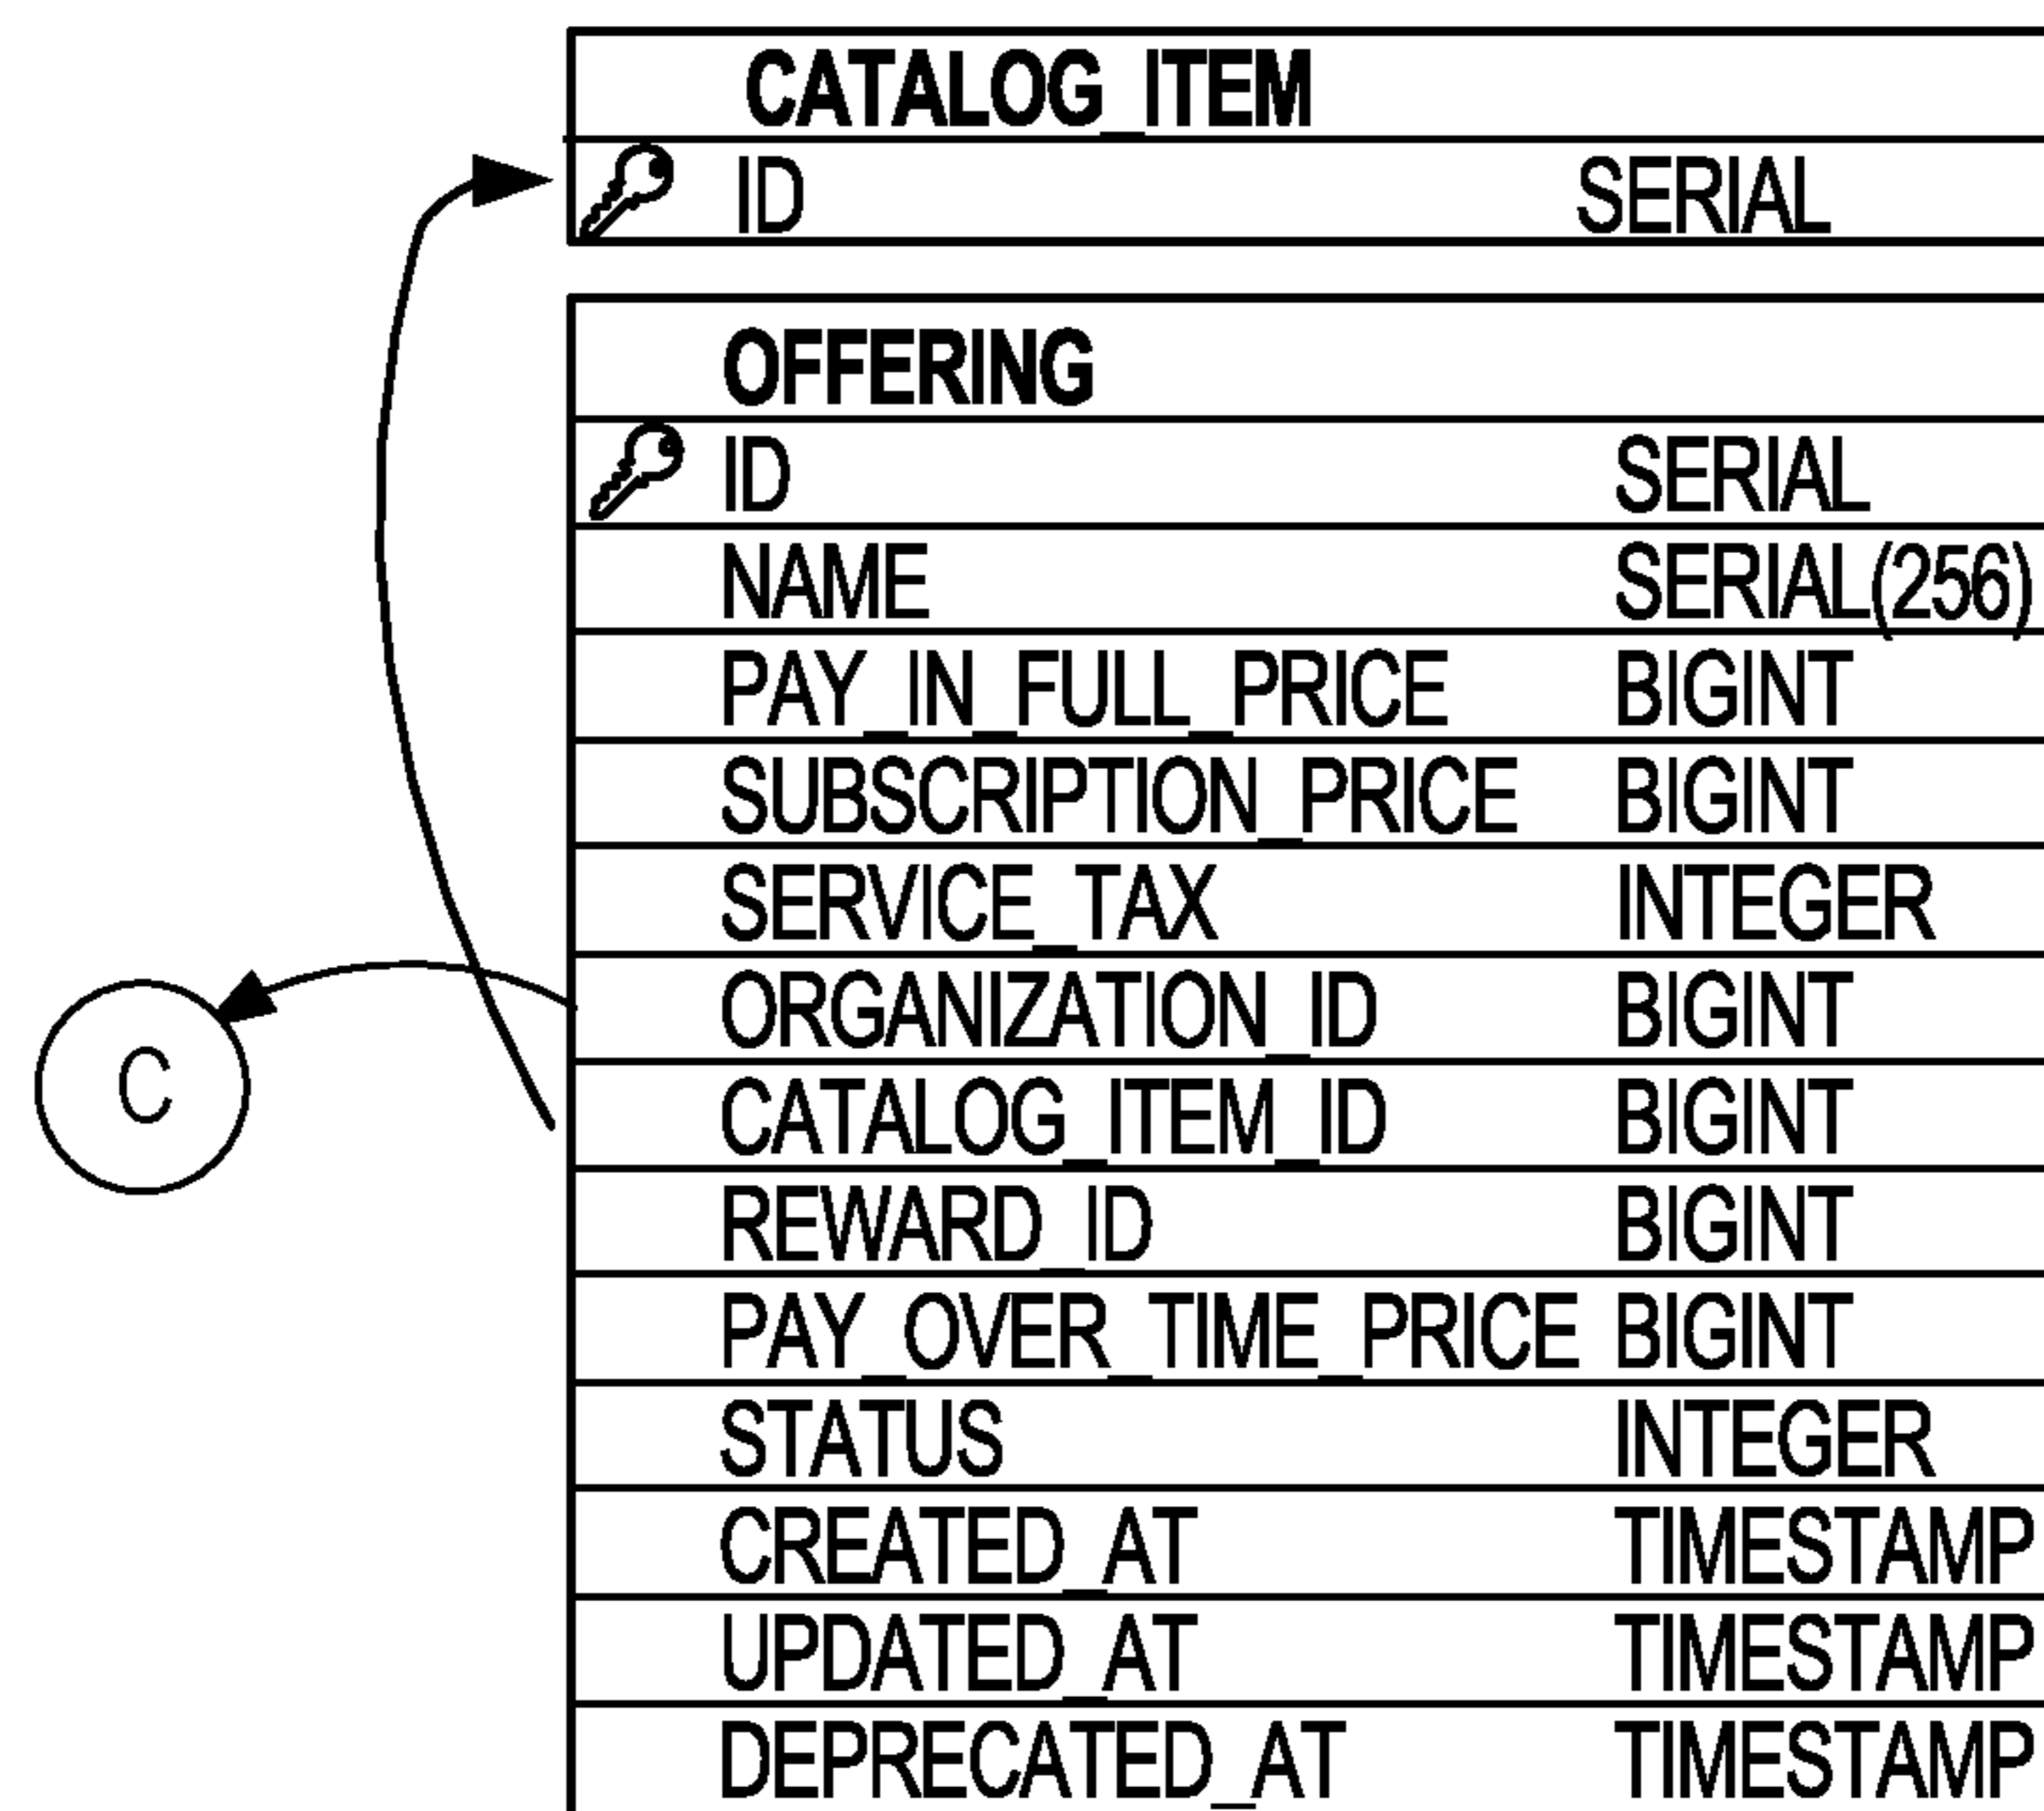 CATALOG_ITEM
ID SERIAL
OFFERING
ID SERIAL
NAME SERIAL(256)
PAY_IN_FULL_PRICE BIGINT
SUBSCRIPTION_PRICE BIGINT
SERVICE_TAX INTEGER
ORGANIZATION_ID BIGINT
C
CATALOG_ITEM_ID BIGINT
REWARD_ID BIGINT
PAY_OVER_TIME_PRICE BIGINT
STATUS INTEGER
CREATED_AT TIMESTAMP
UPDATED_AT TIMESTAMP
DEPRECATED_AT TIMESTAMP